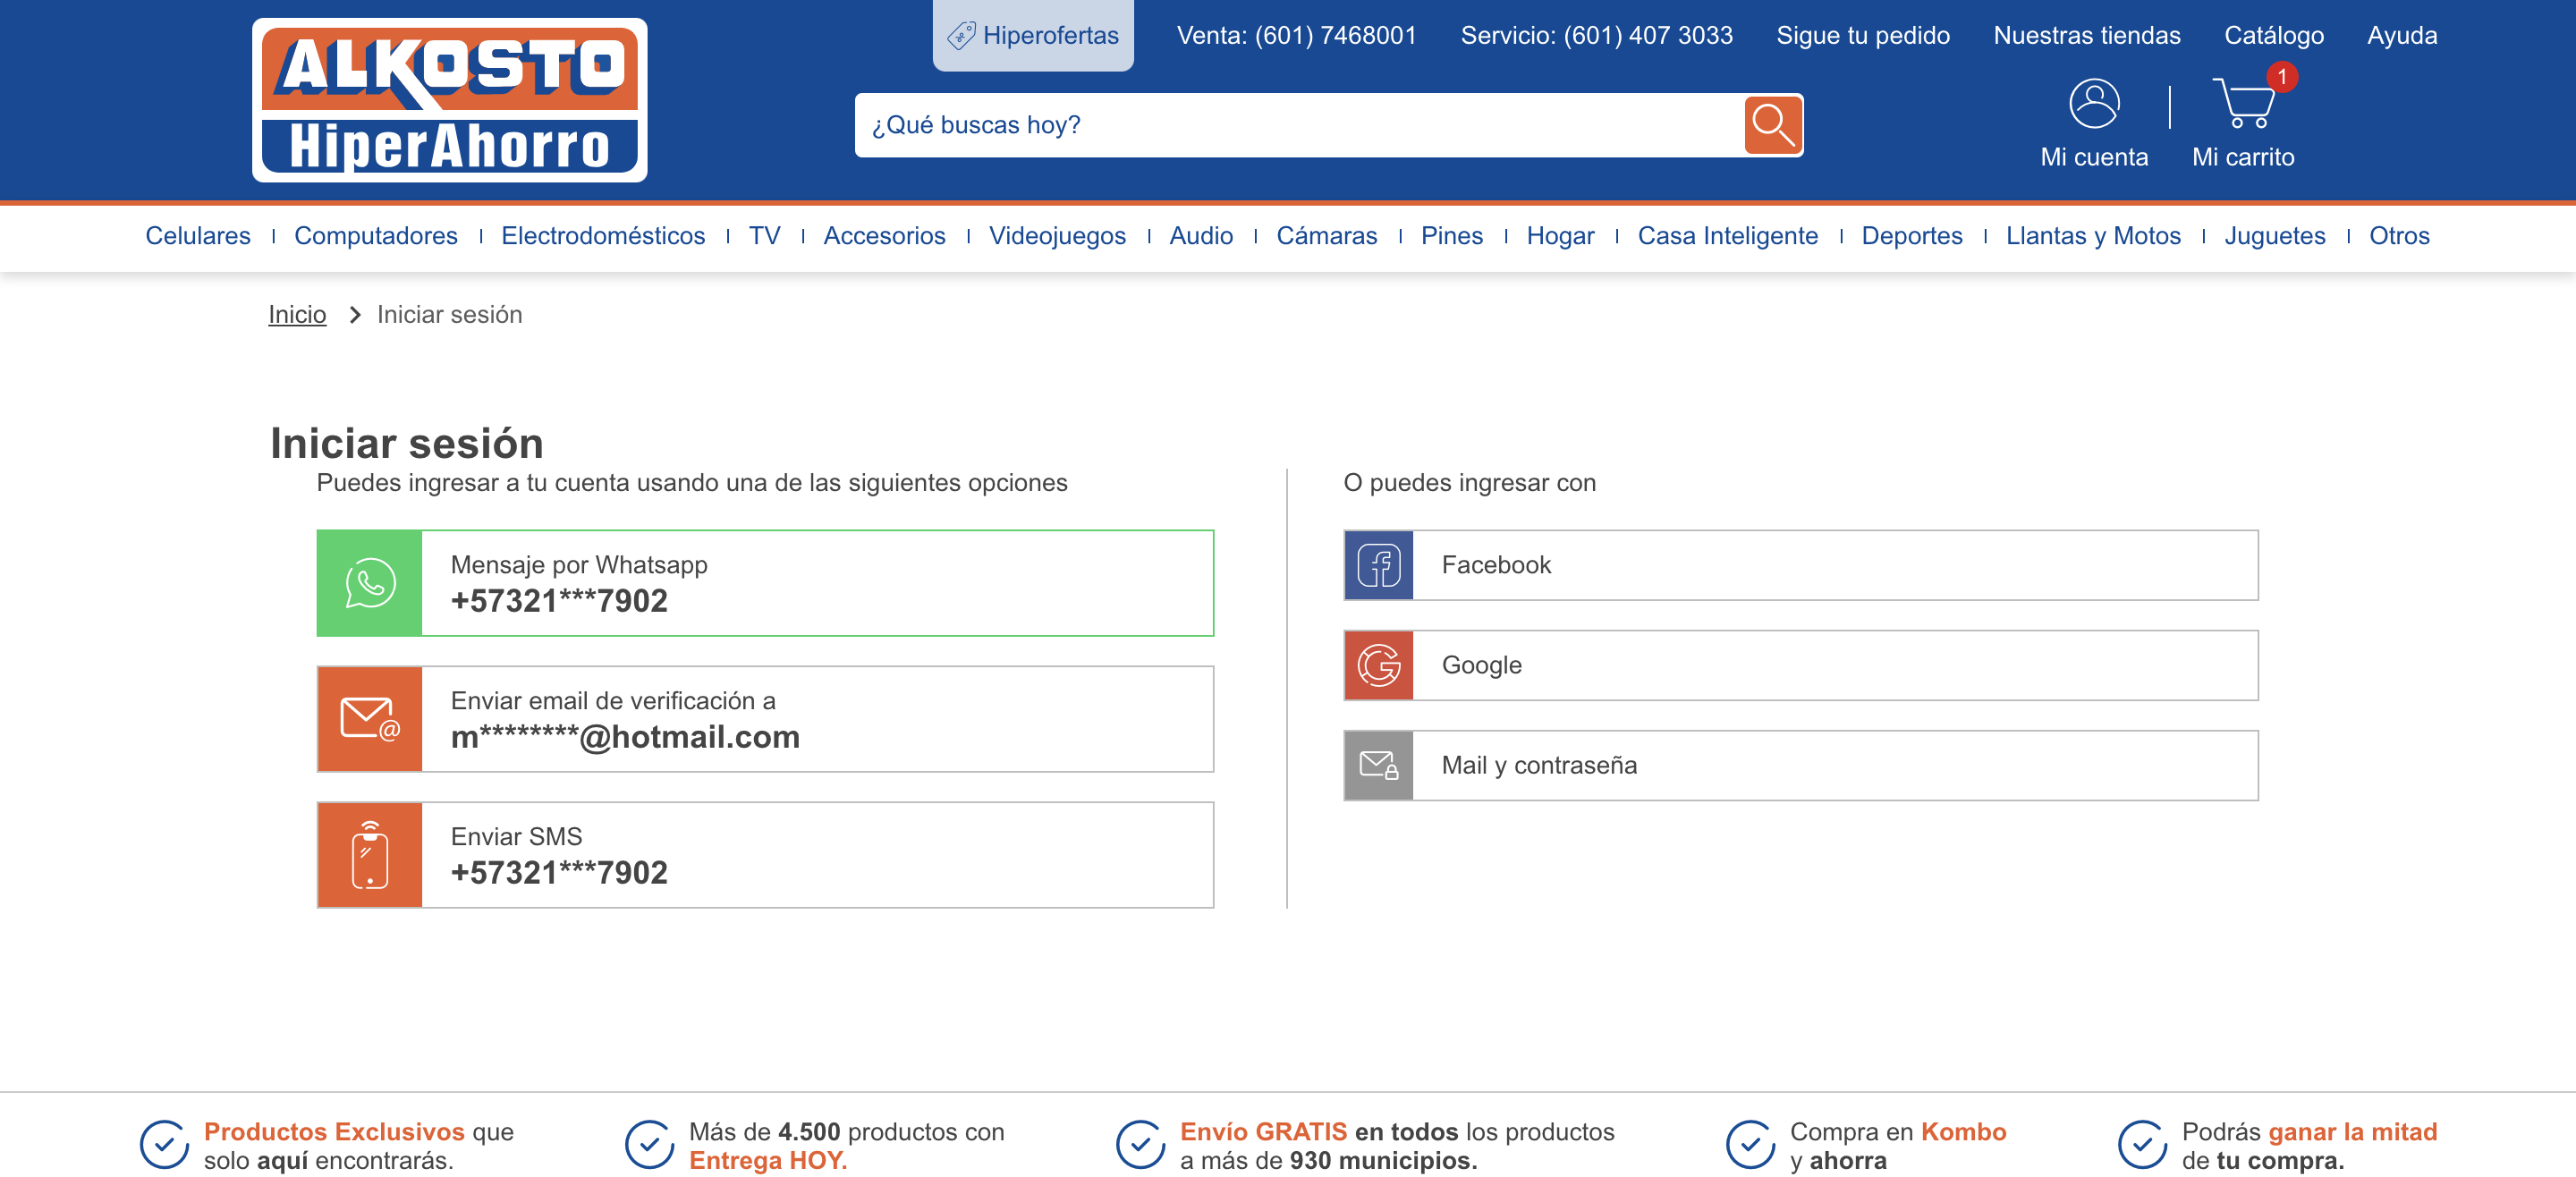 ALKOSTO
HiperAhorro
Hiperofertas
Venta: (601) 7468001
Servicio: (601) 407 3033
Sigue tu pedido
Nuestras tiendas
Catálogo
Ayuda
¿Qué buscas hoy?
1
Mi cuenta
Mi carrito
Celulares
Computadores
Electrodomésticos
TV
Accesorios
Videojuegos
Audio
Cámaras
Pines
Hogar
Casa Inteligente
Deportes
Llantas y Motos
Juguetes
Otros
Inicio
Iniciar sesión
Iniciar sesión
Puedes ingresar a tu cuenta usando una de las siguientes opciones
Mensaje por Whatsapp
+57321***7902
Enviar email de verificación a
m********@hotmail.com
Enviar SMS
+57321***7902
O puedes ingresar con
Facebook
Google
Mail y contraseña
Productos Exclusivos que
solo aquí encontrarás.
Más de 4.500 productos con
Entrega HOY.
Envío GRATIS en todos los productos
a más de 930 municipios.
Compra en Kombo
y ahorra
Podrás ganar la mitad
de tu compra.